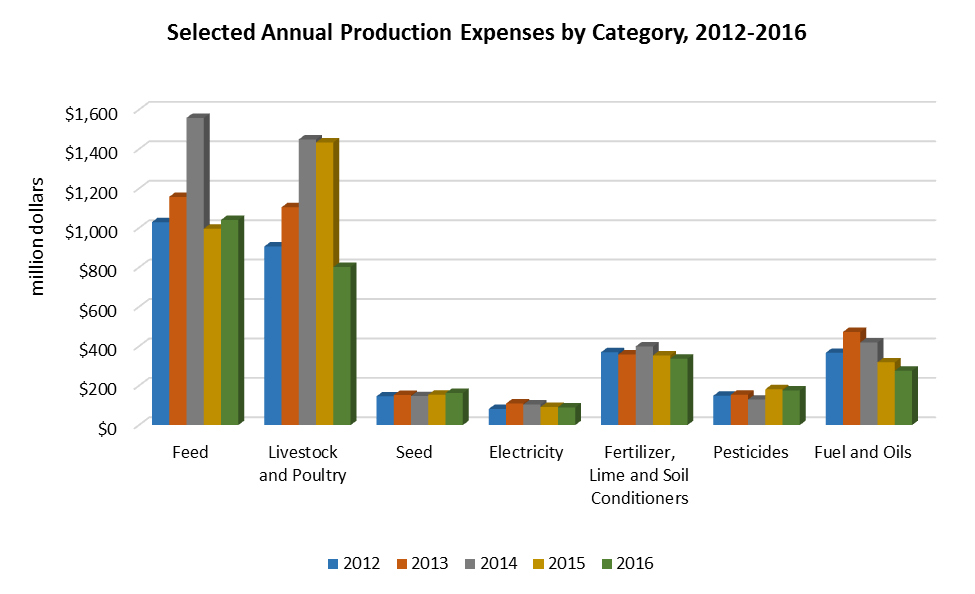 Selected Annual Production Expenses by Category, 2012-2016
million dollars
$1,600
$1,400
$1,200
$1,000
$800
$600
$400
$200
$0
Feed
Livestock
and Poultry
Seed
Electricity
Fertilizer,
Lime and Soil
Conditioners
Pesticides
Fuel and Oils
2012 2013 2014 2015 2016